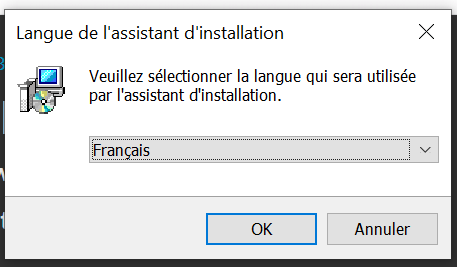 Langue de l'assistant d'installation
Veuillez sélectionner la langue qui sera utilisée
par l'assistant d'installation.
Français
OK
Annuler